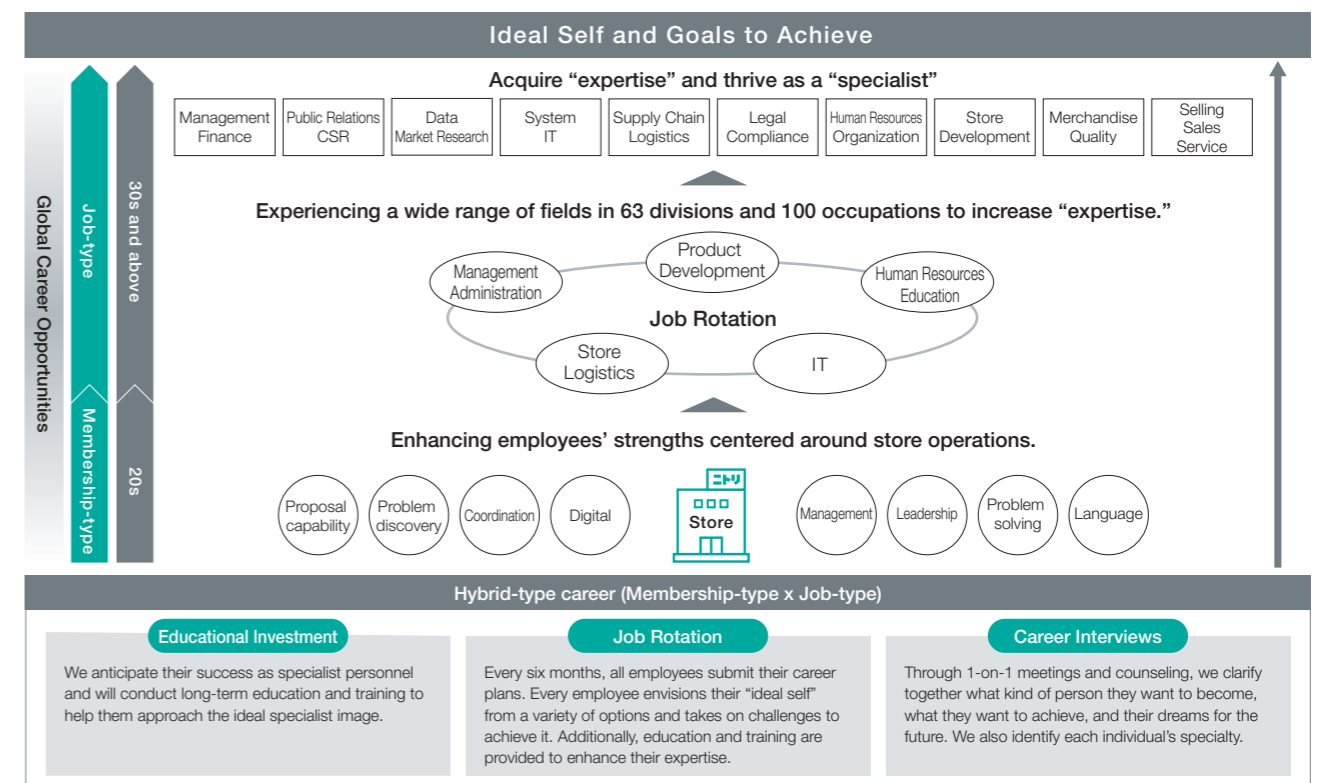 Ideal Self and Goals to Achieve
Global Career Opportunities
Job-type
Membership-type
30s and above
20s
Acquire “expertise” and thrive as a “specialist”
Management
Finance
Public Relations
CSR
Data
Market Research
System
IT
Supply Chain
Logistics
Legal
Compliance
Human Resources
Organization
Store
Development
Merchandise
Quality
Selling
Sales
Service
Experiencing a wide range of fields in 63 divisions and 100 occupations to increase “expertise.”
Product
Development
Management
Administration
Human Resources
Education
Job Rotation
Store
Logistics
IT
Enhancing employees’ strengths centered around store operations.
Proposal
capability
Problem
discovery
Coordination
Digital
ニトリ
Store
Management
Leadership
Problem
solving
Language
Hybrid-type career (Membership-type x Job-type)
Educational Investment
We anticipate their success as specialist personnel
and will conduct long-term education and training to
help them approach the ideal specialist image.
Job Rotation
Every six months, all employees submit their career
plans. Every employee envisions their “ideal self”
from a variety of options and takes on challenges to
achieve it. Additionally, education and training are
provided to enhance their expertise.
Career Interviews
Through 1-on-1 meetings and counseling, we clarify
together what kind of person they want to become,
what they want to achieve, and their dreams for the
future. We also identify each individual’s specialty.